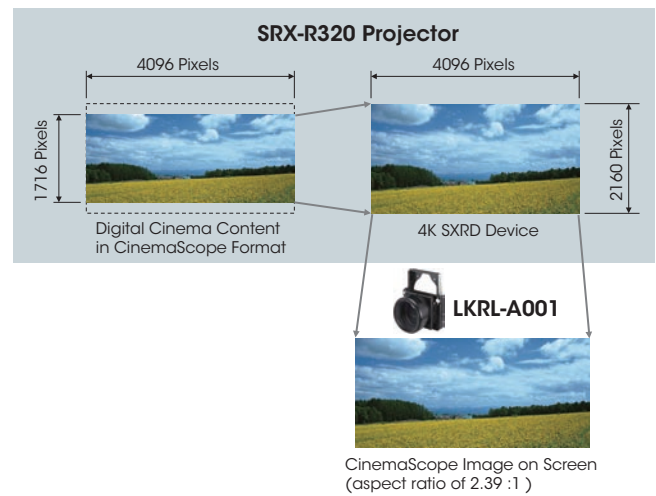 SRX-R320 Projector
4096 Pixels
4096 Pixels
1716 Pixels
2160 Pixels
Digital Cinema Content
in CinemaScope Format
4K SXRD Device
LKRL-A001
CinemaScope Image on Screen
(aspect ratio of 2.39 :1 )